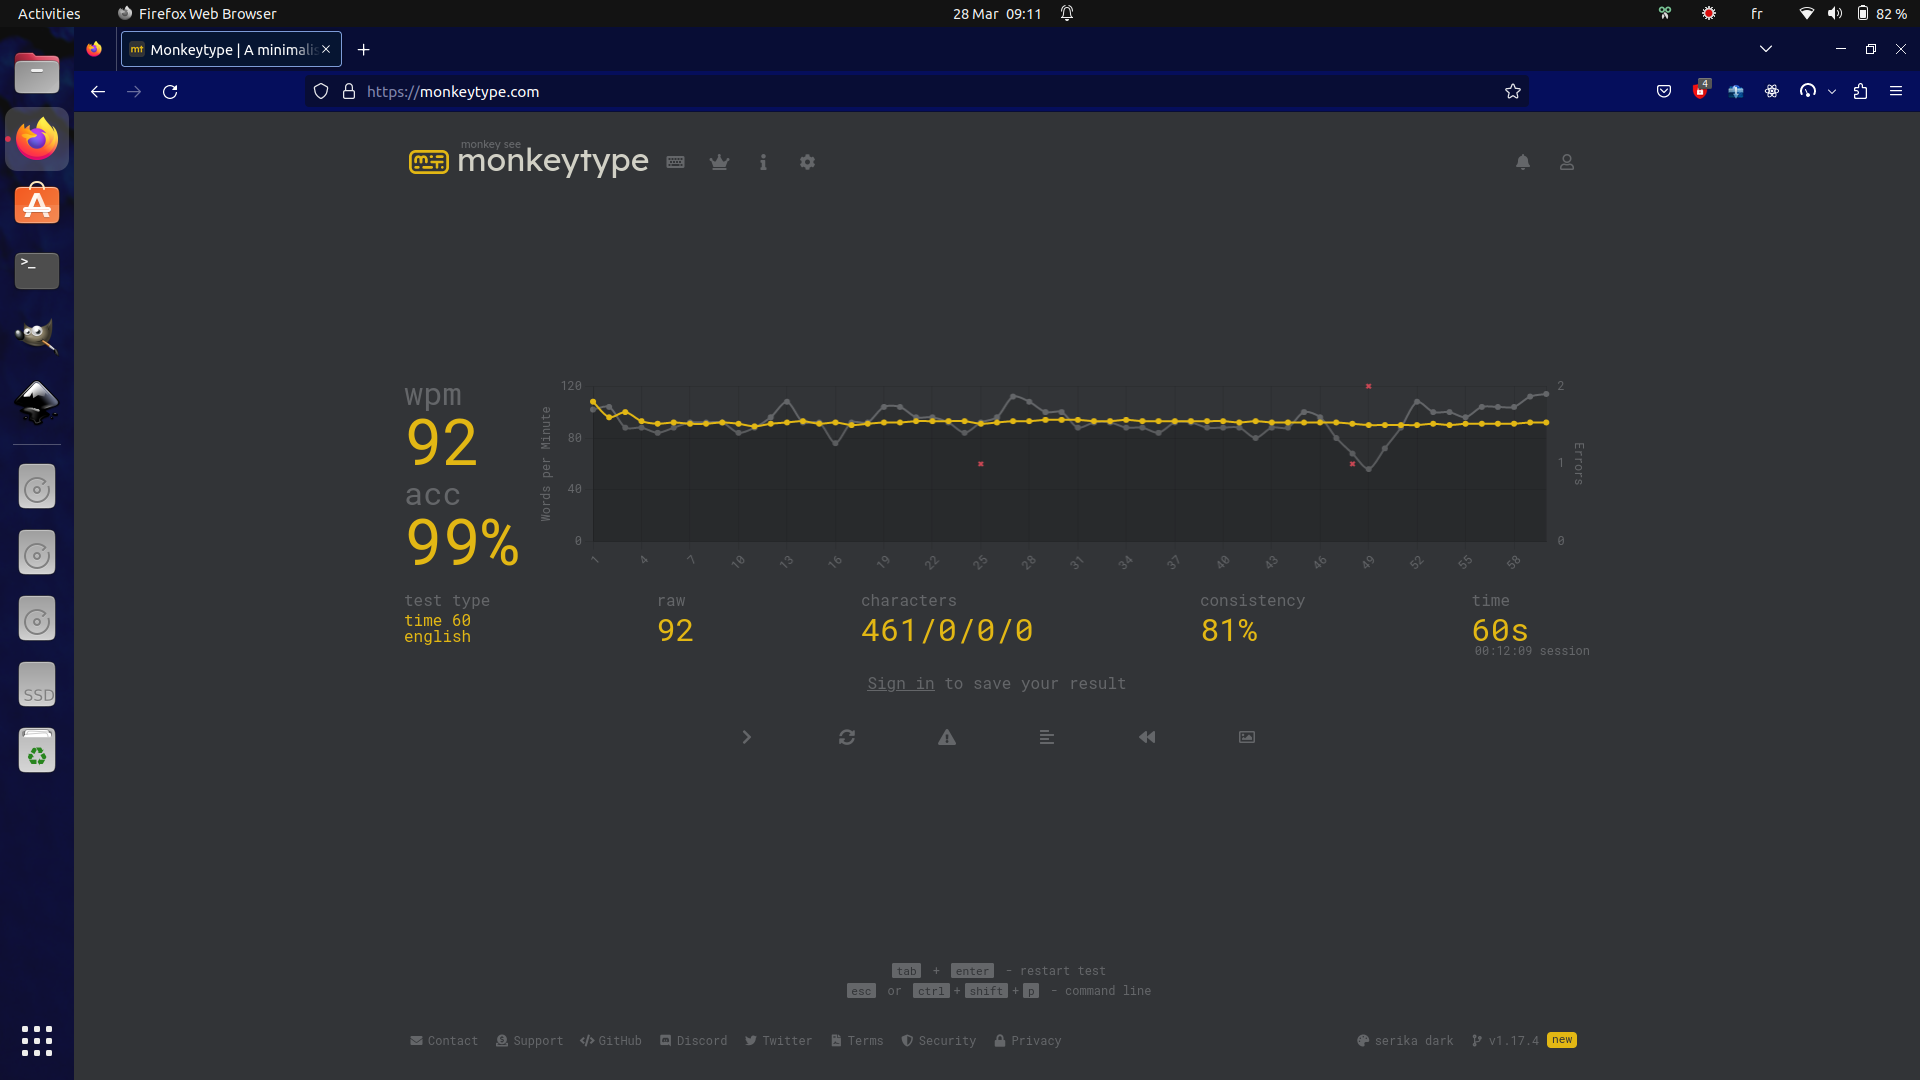 Activities Firefox Web Browser 28 Mar 09:11 fr 82 %
mt Monkeytype | A minimalis
https://monkeytype.com 4
monkey see
monkeytype
wpm
92
acc
99%
Words per Minute
120
80
40
0
2
1
0
Errors
1 4 7 10 13 16 19 22 25 28 31 34 37 40 43 46 49 52 55 58
test type raw characters consistency time
time 60 92 461/0/0/0 81% 60s
english
00:12:09 session
Sign in to save your result
>_
SSD
tab + enter - restart test
esc or ctrl + shift + p - command line
Contact Support GitHub Discord Twitter Terms Security Privacy serika dark v1.17.4 new